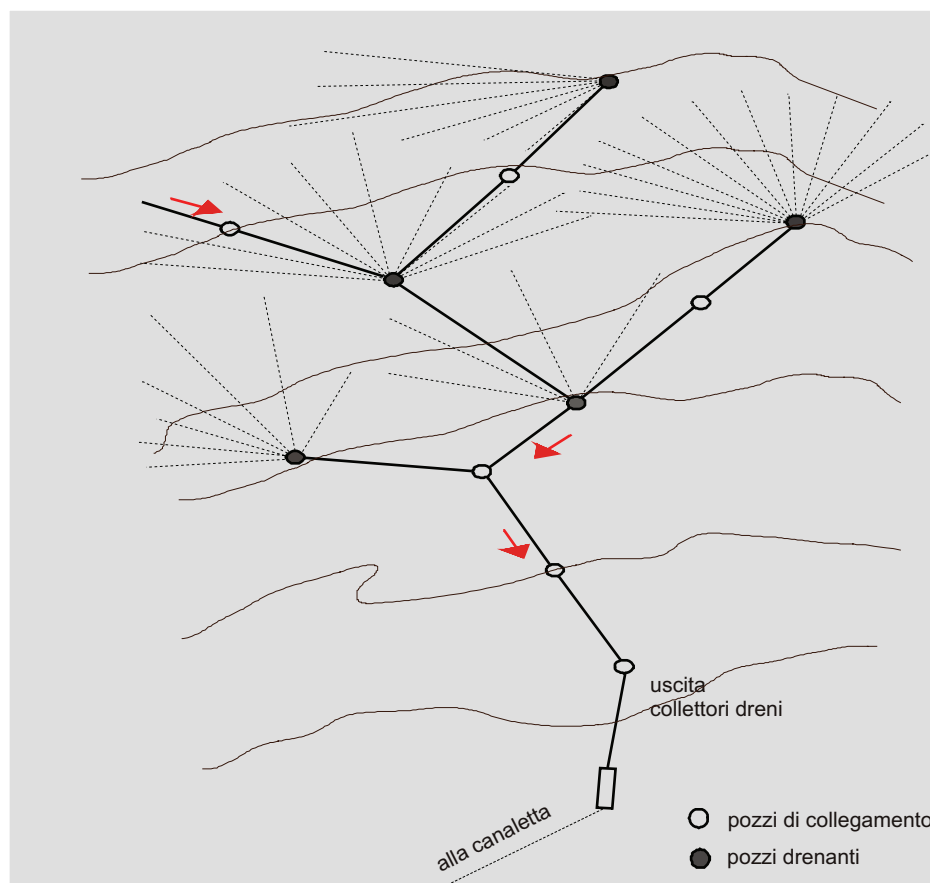 uscita
collettori dreni
alla canaletta
pozzi di collegamento
pozzi drenanti